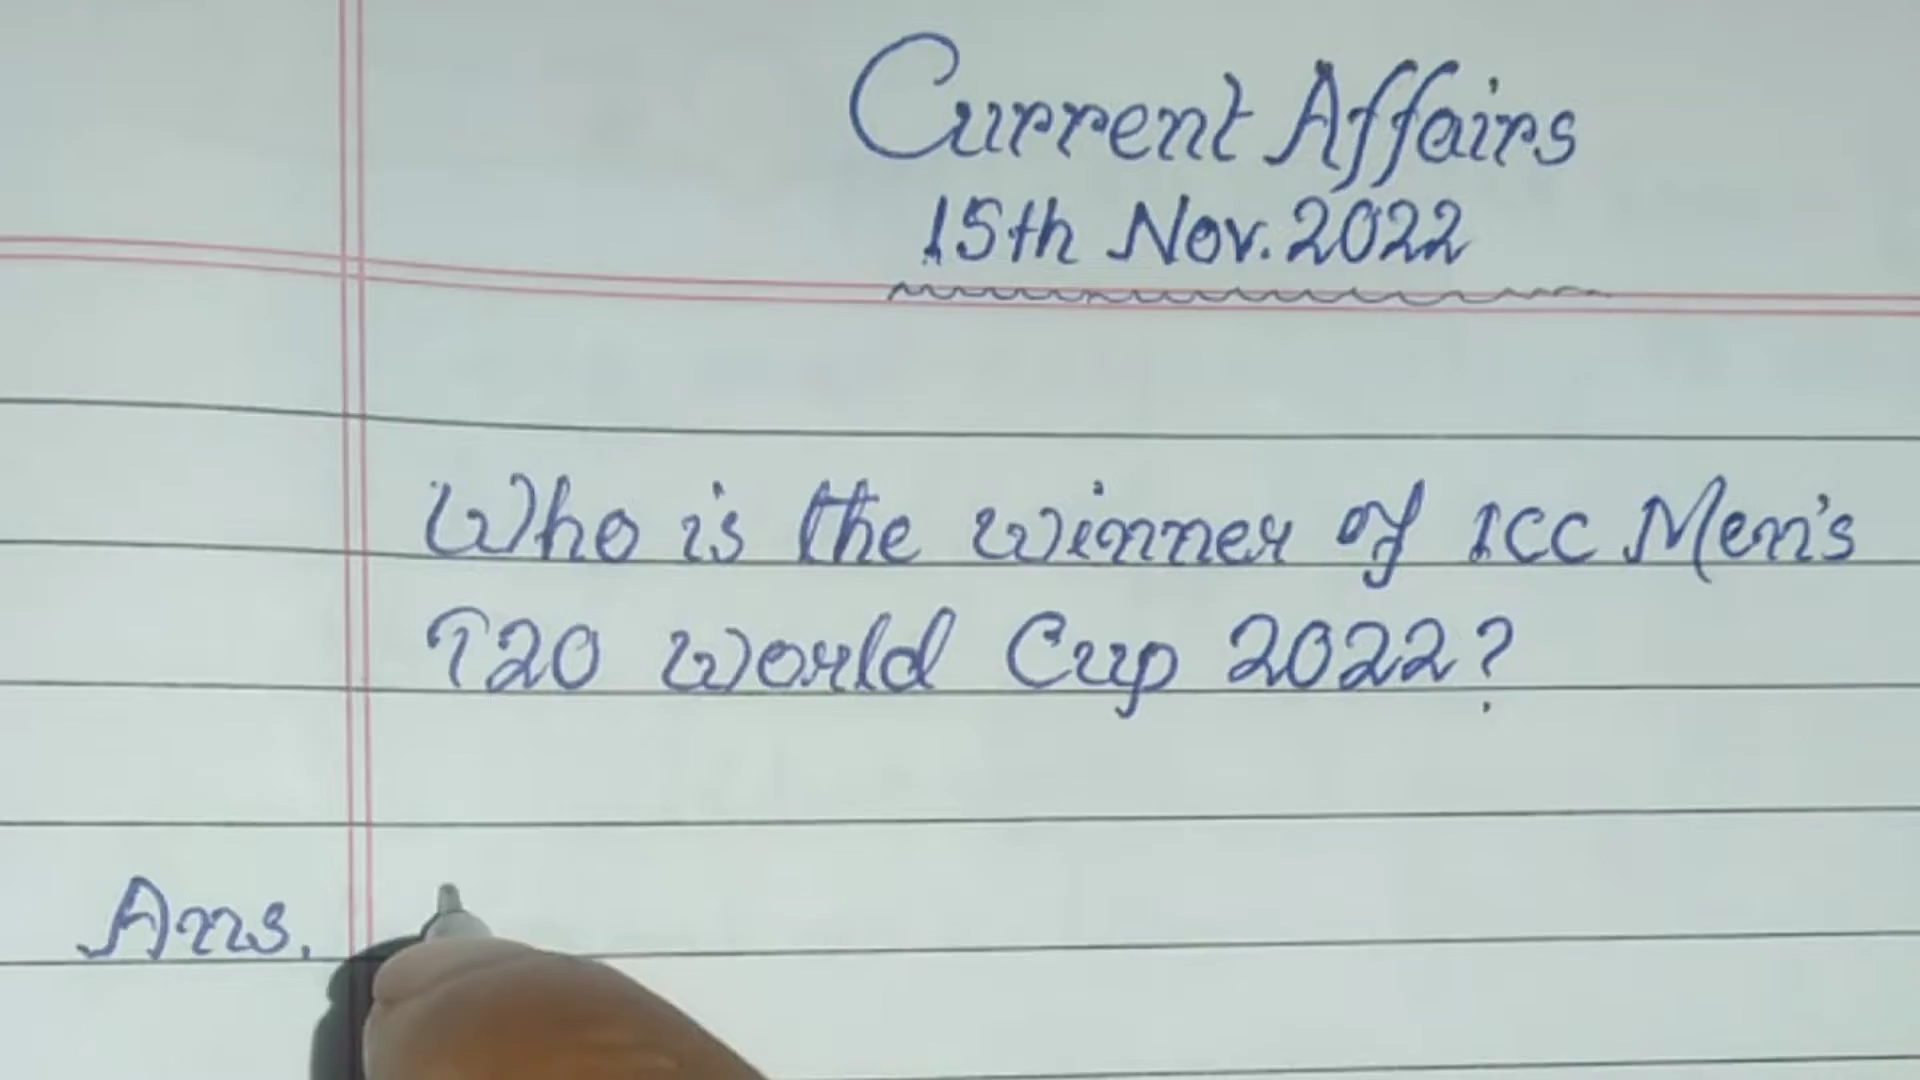 Current Affairs
15th Nov. 2022
Who is the winner of ICC Men's
T20 World Cup 2022?
Ans.